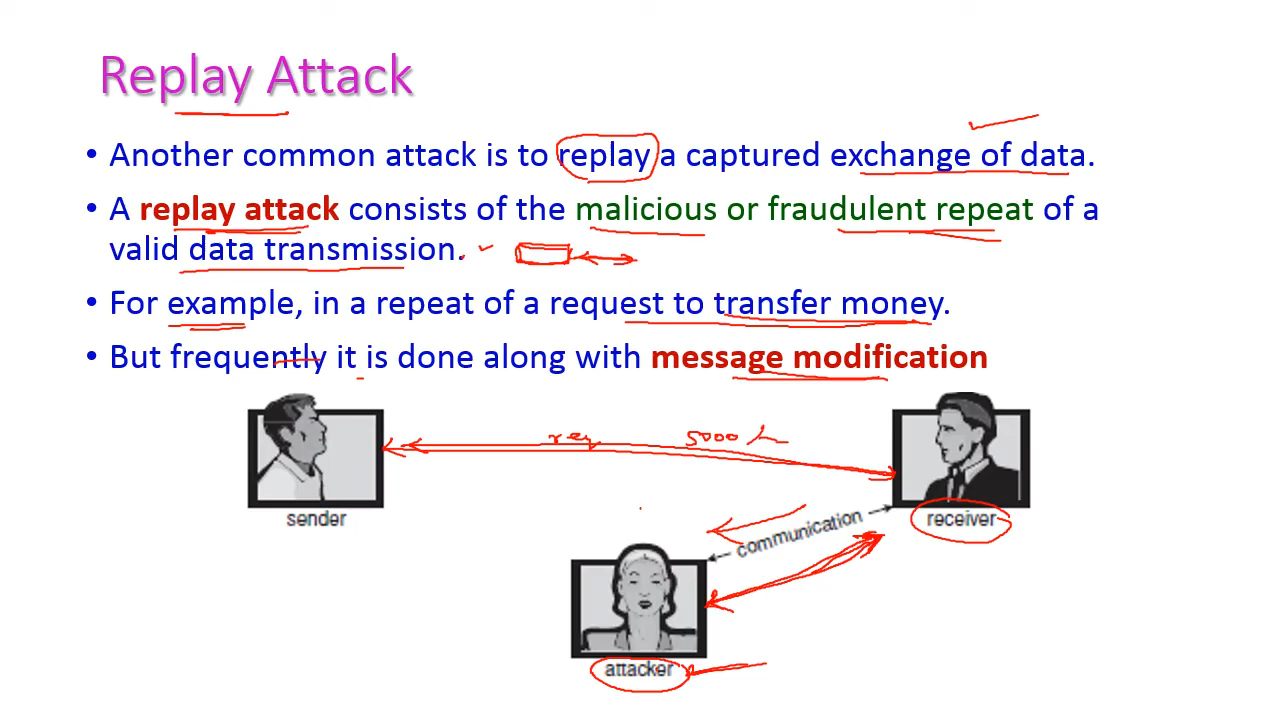 Replay Attack
• Another common attack is to replay a captured exchange of data.
• A replay attack consists of the malicious or fraudulent repeat of a
valid data transmission.
• For example, in a repeat of a request to transfer money.
• But frequently it is done along with message modification
req 5000
sender
communication
receiver
attacker